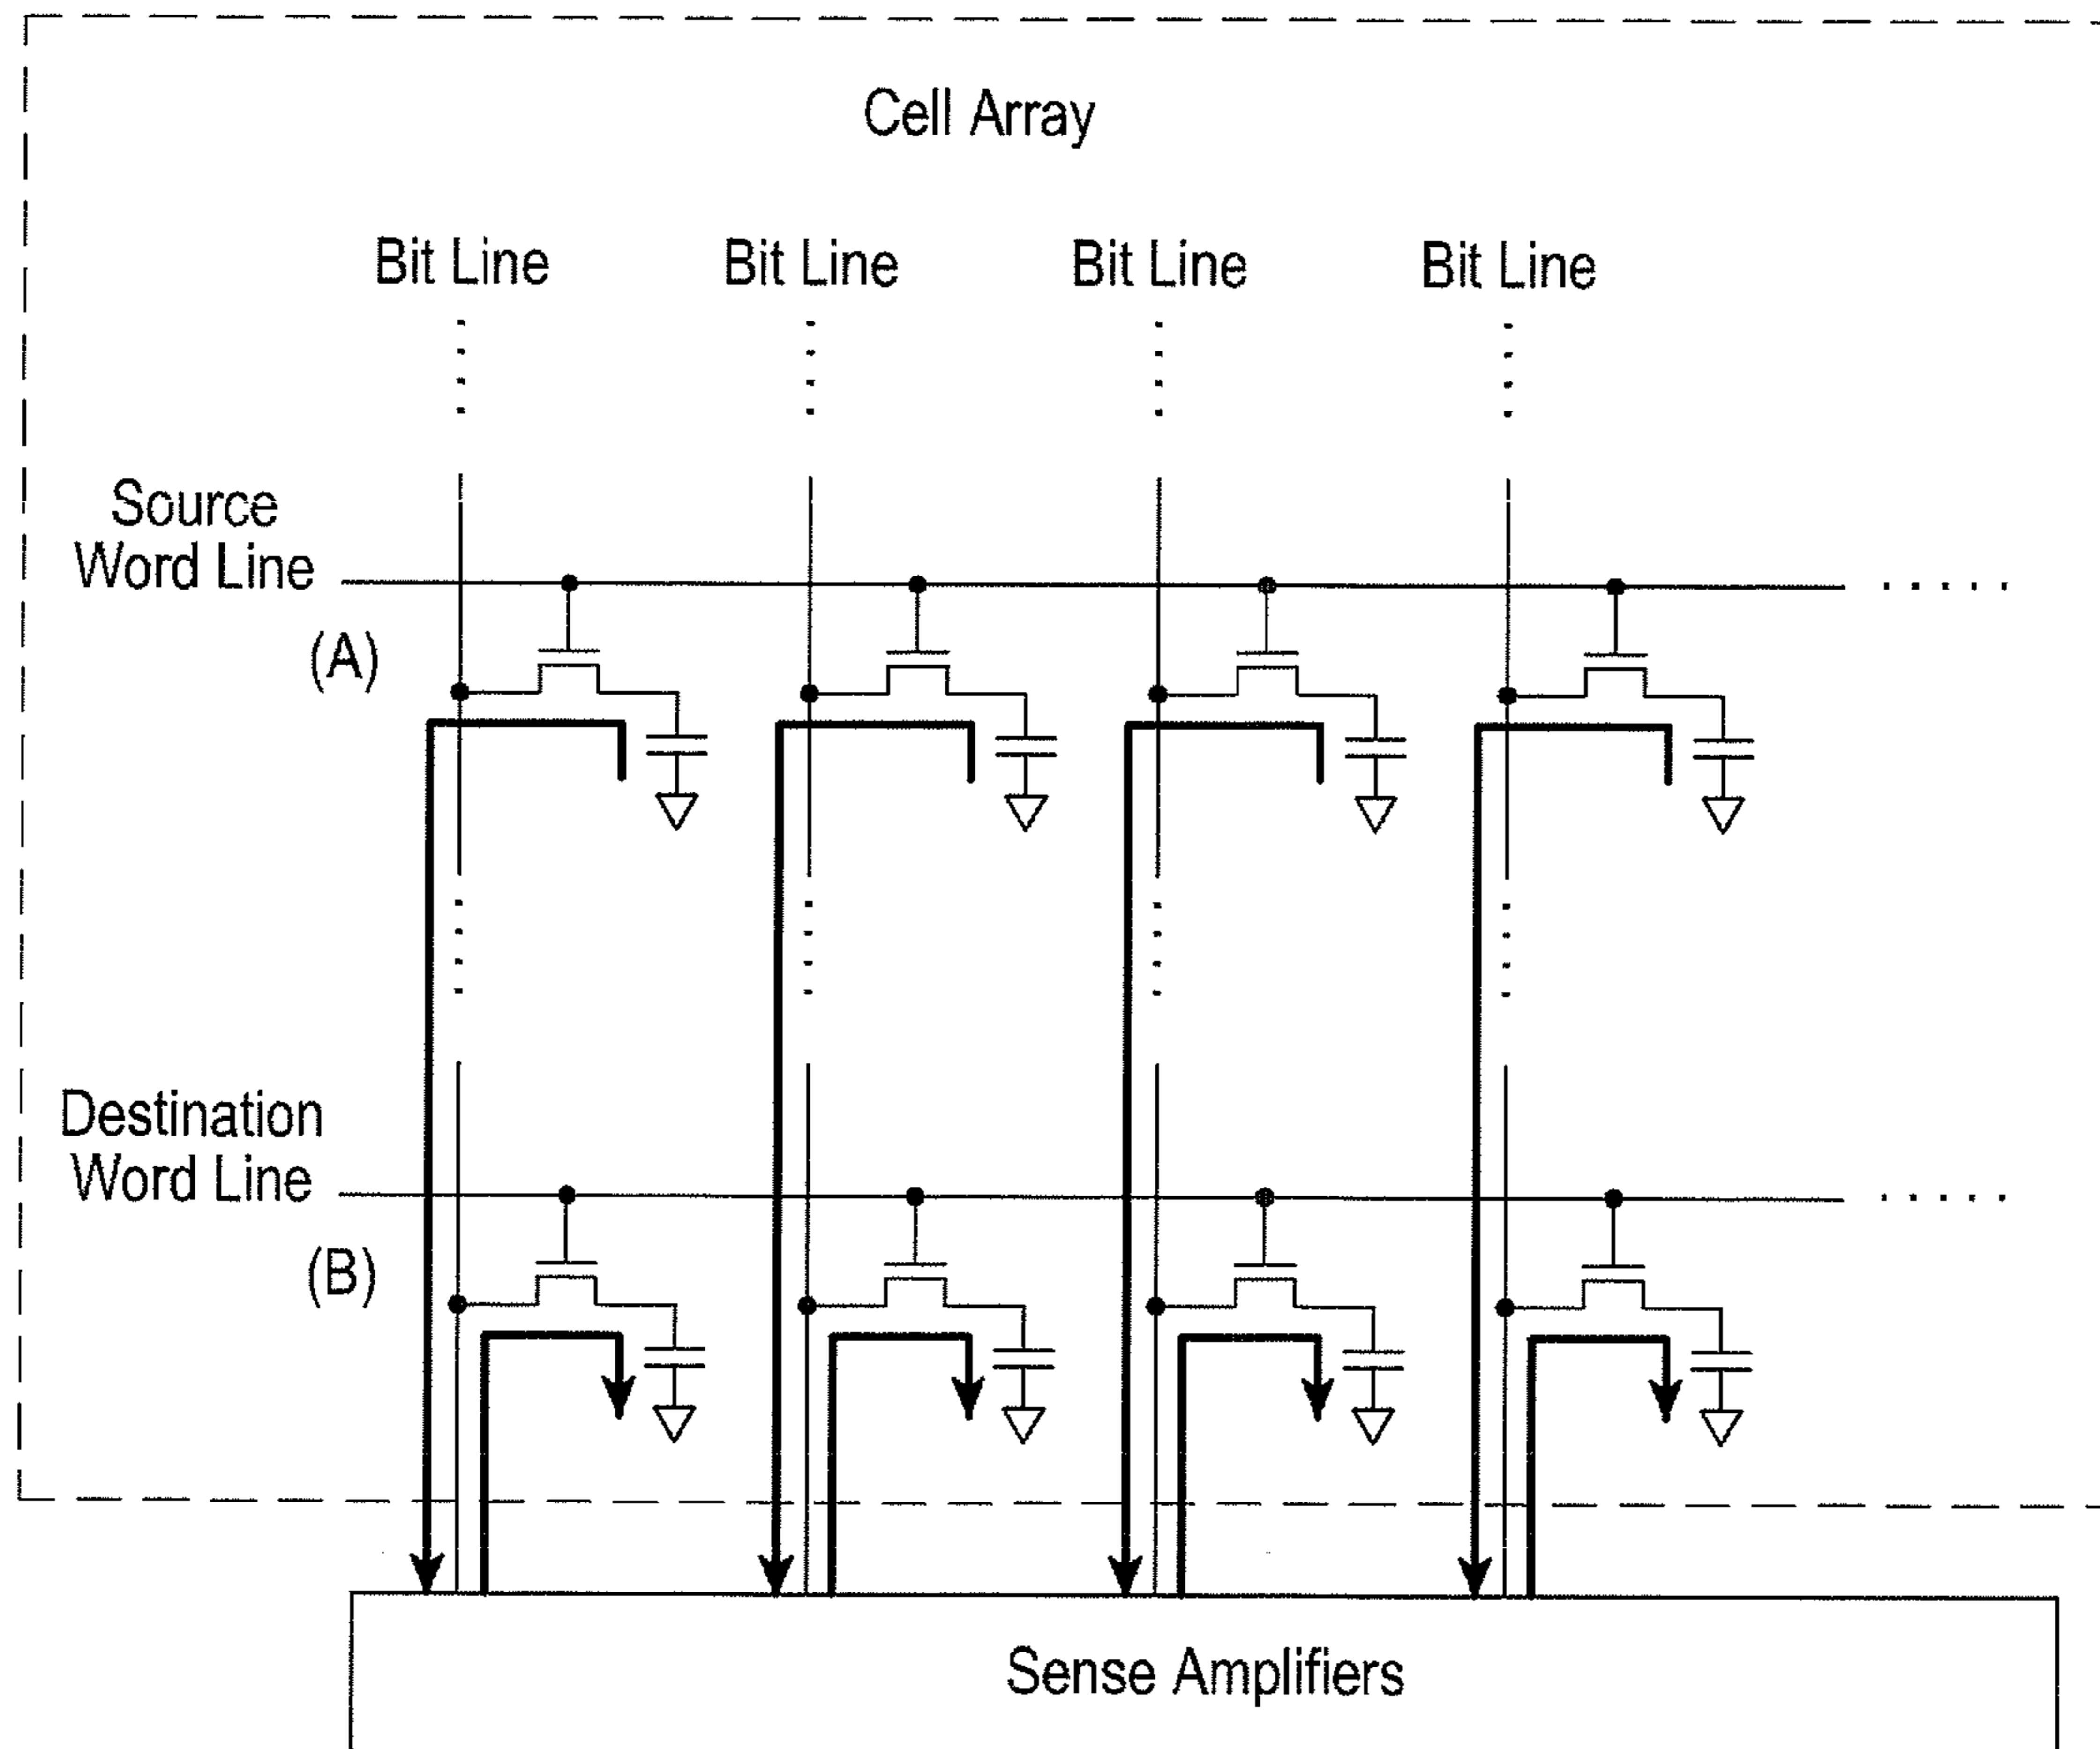 Cell Array
Bit Line
Bit Line
Bit Line
Bit Line
Source
Word Line
(A)
Destination
Word Line
(B)
Sense Amplifiers